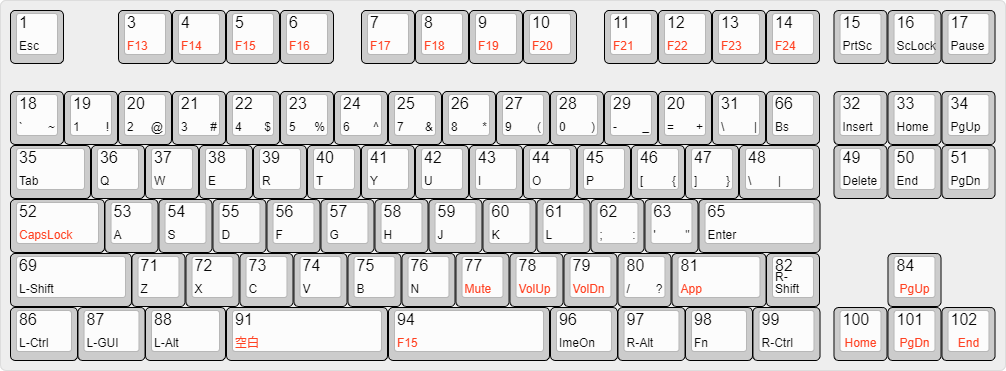 1 3 4 5 6 7 8 9 10 11 12 13 14 15 16 17
Esc F13 F14 F15 F16 F17 F18 F19 F20 F21 F22 F23 F24 PrtSc ScLock Pause
18 19 20 21 22 23 24 25 26 27 28 29 20 31 66 32 33 34
` ~ 1 ! 2 @ 3 # 4 $ 5 % 6 ^ 7 & 8 * 9 ( 0 ) - _ = + \ | Bs Insert Home PgUp
35 36 37 38 39 40 41 42 43 44 45 46 47 48 49 50 51
Tab Q W E R T Y U I O P [ { ] } \ | Delete End PgDn
52 53 54 55 56 57 58 59 60 61 62 63 65
CapsLock A S D F G H J K L ; : ' " Enter
69 71 72 73 74 75 76 77 78 79 80 81 82 84
L-Shift Z X C V B N Mute VolUp VolDn / ? App R-Shift PgUp
86 87 88 91 94 96 97 98 99 100 101 102
L-Ctrl L-GUI L-Alt 空白 F15 ImeOn R-Alt Fn R-Ctrl Home PgDn End